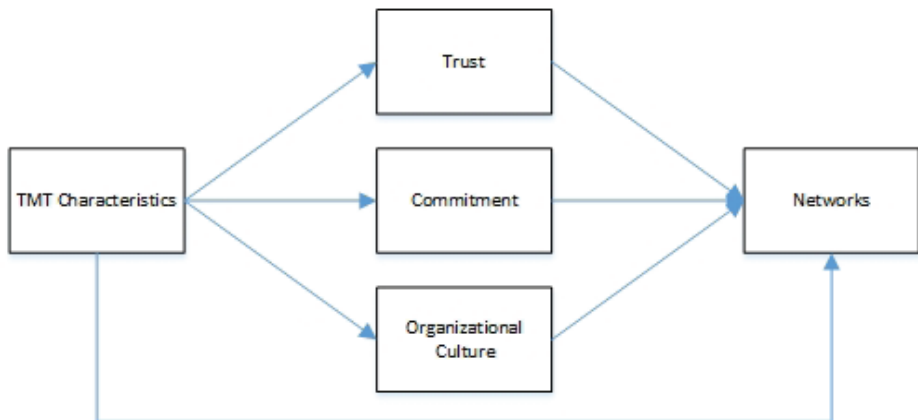 Trust
TMT Characteristics
Commitment
Networks
Organizational
Culture